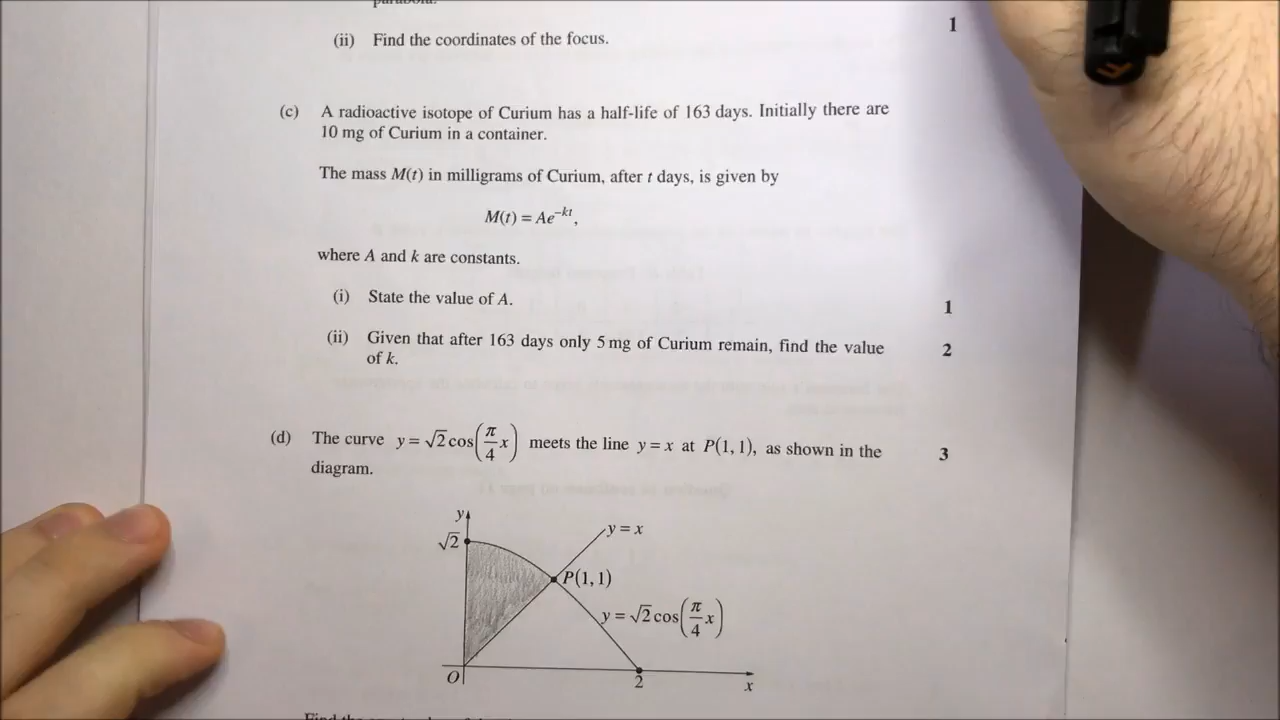 parabola.
(ii) Find the coordinates of the focus.
1
(c) A radioactive isotope of Curium has a half-life of 163 days. Initially there are
10 mg of Curium in a container.
The mass M(t) in milligrams of Curium, after t days, is given by
M(t) = Ae^{-kt},
where A and k are constants.
(i) State the value of A.
1
(ii) Given that after 163 days only 5 mg of Curium remain, find the value
of k.
2
(d) The curve y = √2 cos(π/4 x) meets the line y = x at P(1, 1), as shown in the
diagram.
3
y
√2
y = x
P(1, 1)
y = √2 cos(π/4 x)
O
2
x